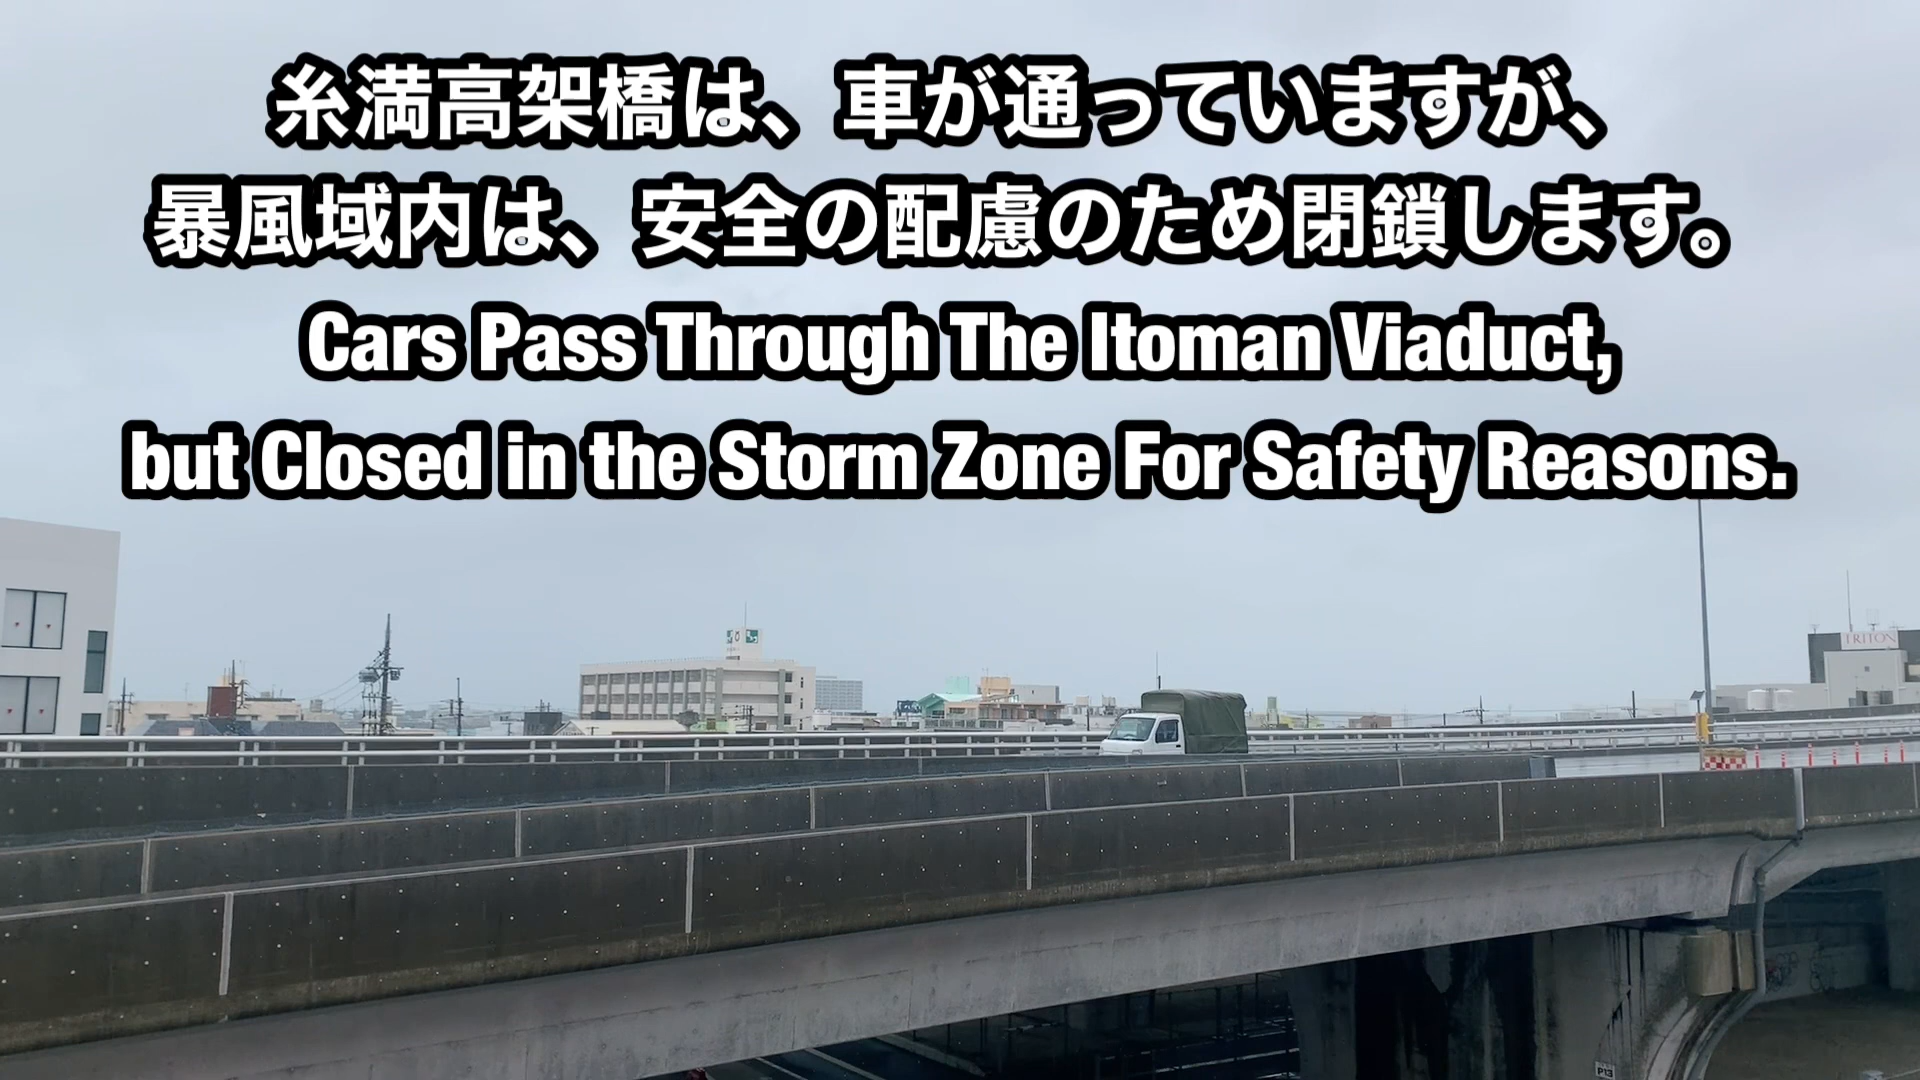 糸満高架橋は、車が通っていますが、
暴風域内は、安全の配慮のため閉鎖します。
Cars Pass Through The Itoman Viaduct,
but Closed in the Storm Zone For Safety Reasons.
TRITON
P13